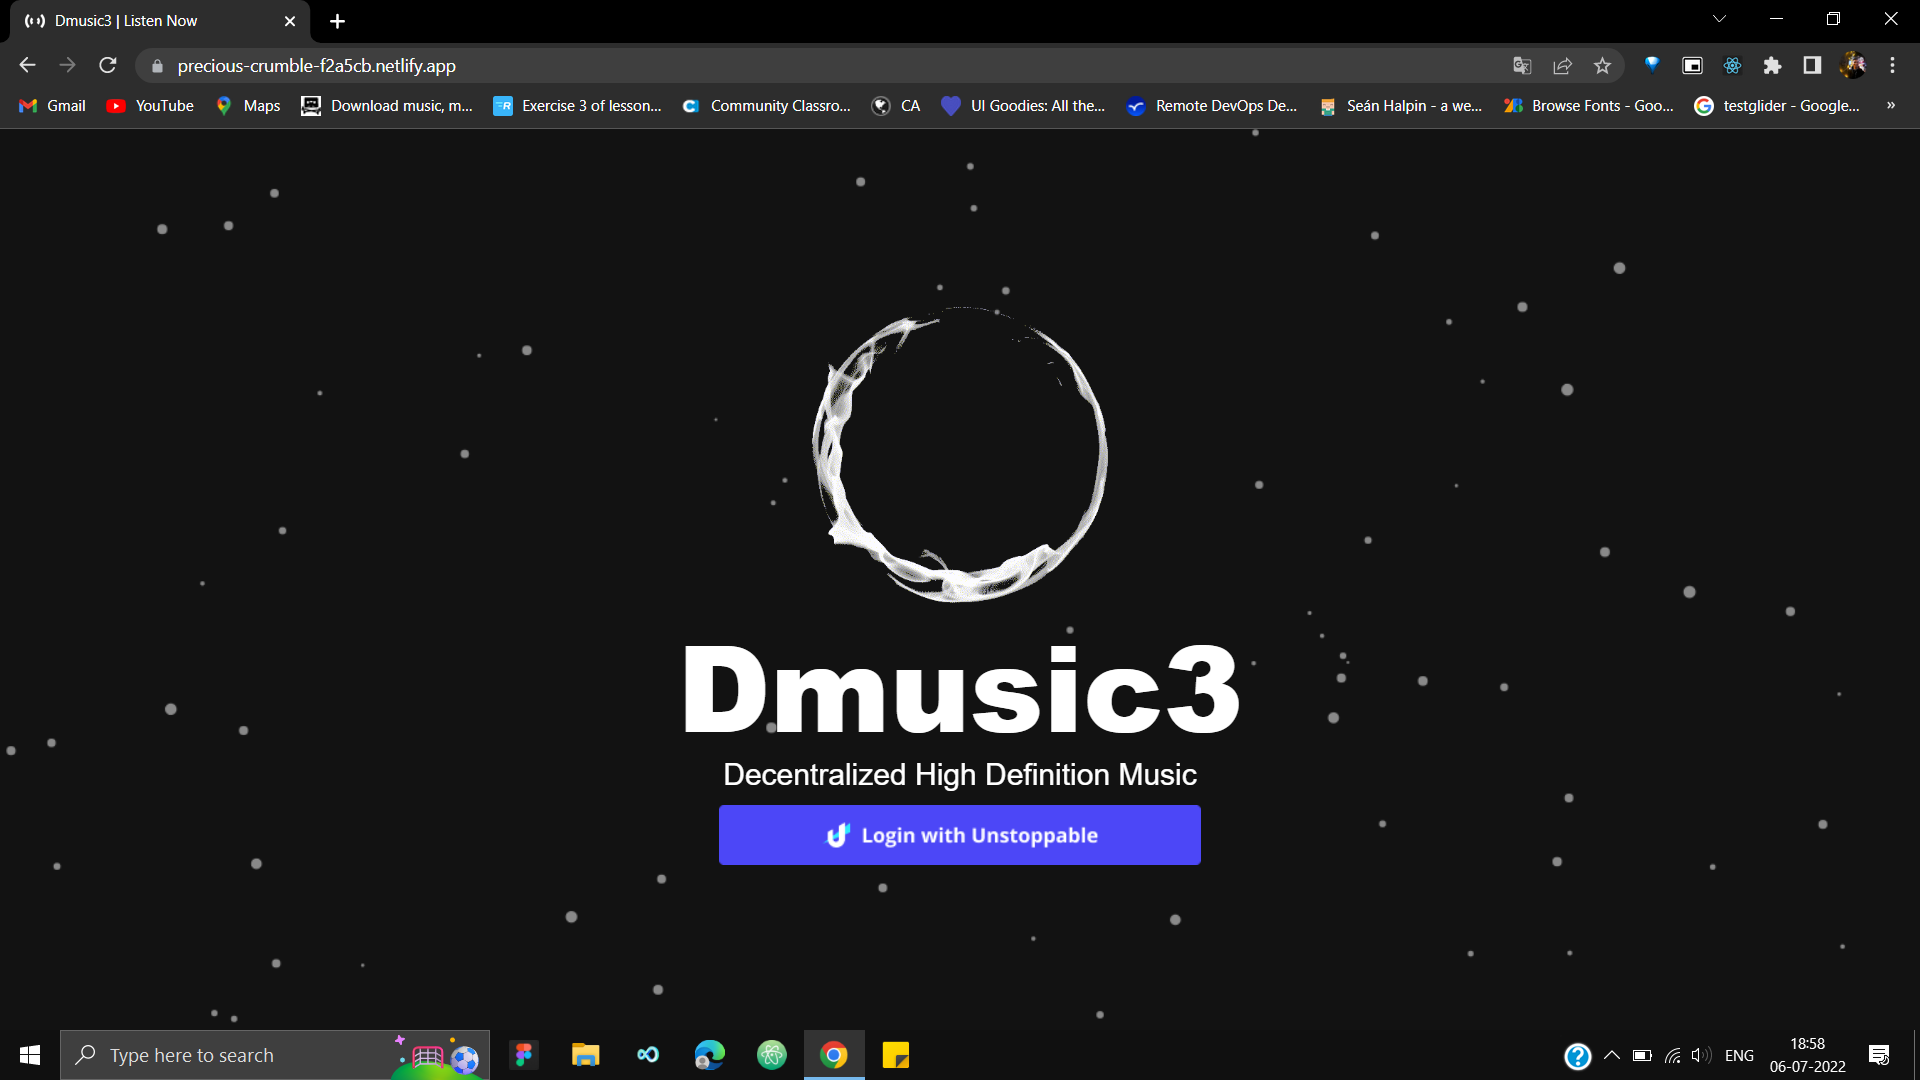 Dmusic3 | Listen Now
precious-crumble-f2a5cb.netlify.app
Gmail YouTube Maps Download music, m... Exercise 3 of lesson... Community Classro... CA UI Goodies: All the... Remote DevOps De... Seán Halpin - a we... Browse Fonts - Goo... testglider - Google... »
Dmusic3
Decentralized High Definition Music
Login with Unstoppable
Type here to search
ENG
18:58
06-07-2022